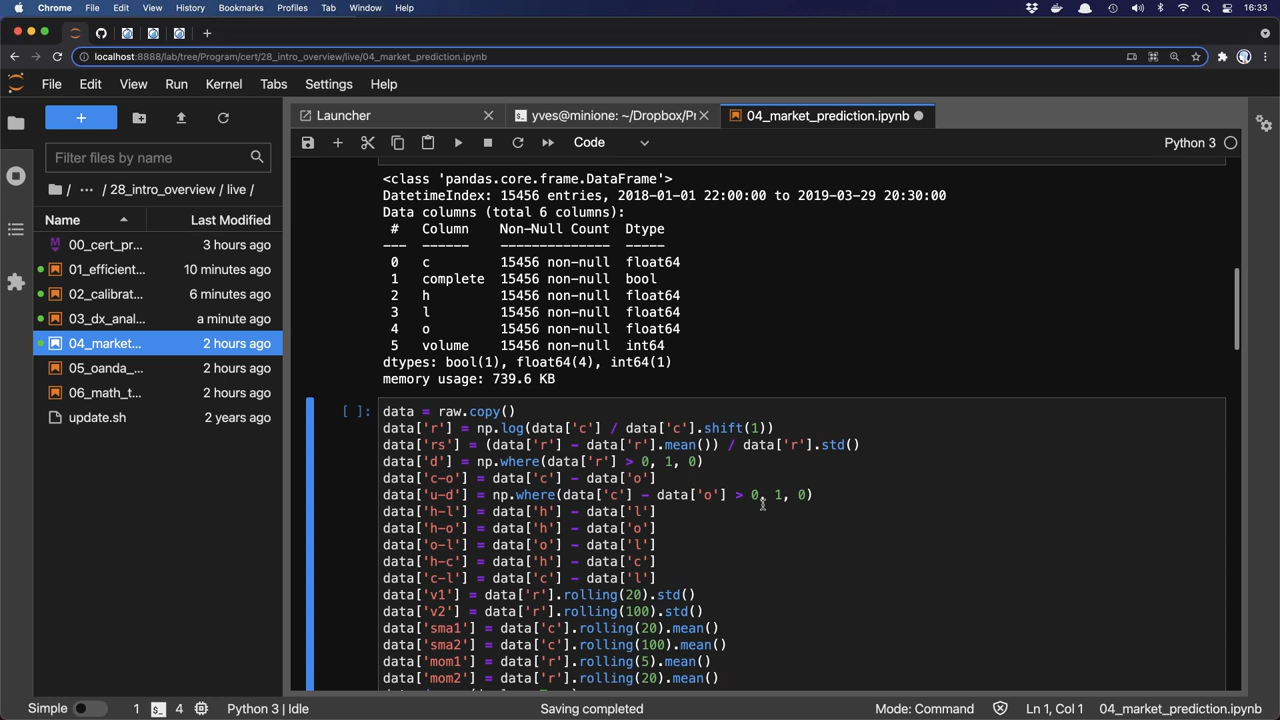 Chrome File Edit View History Bookmarks Profiles Tab Window Help 16:33
localhost:8888/lab/tree/Program/cert/28_intro_overview/live/04_market_prediction.ipynb
File Edit View Run Kernel Tabs Settings Help
Launcher
yves@minione: ~/Dropbox/Pr
04_market_prediction.ipynb
Code
Python 3
Filter files by name
/ ··· / 28_intro_overview / live /
Name Last Modified
00_cert_pr... 3 hours ago
01_efficient... 10 minutes ago
02_calibrat... 6 minutes ago
03_dx_anal... a minute ago
04_market... 2 hours ago
05_oanda_... 2 hours ago
06_math_t... 2 hours ago
update.sh 2 years ago
<class 'pandas.core.frame.DataFrame'>
DatetimeIndex: 15456 entries, 2018-01-01 22:00:00 to 2019-03-29 20:30:00
Data columns (total 6 columns):
# Column Non-Null Count Dtype
--- ------ -------------- -----
0 c 15456 non-null float64
1 complete 15456 non-null bool
2 h 15456 non-null float64
3 l 15456 non-null float64
4 o 15456 non-null float64
5 volume 15456 non-null int64
dtypes: bool(1), float64(4), int64(1)
memory usage: 739.6 KB
[ ]:
data = raw.copy()
data['r'] = np.log(data['c'] / data['c'].shift(1))
data['rs'] = (data['r'] - data['r'].mean()) / data['r'].std()
data['d'] = np.where(data['r'] > 0, 1, 0)
data['c-o'] = data['c'] - data['o']
data['u-d'] = np.where(data['c'] - data['o'] > 0, 1, 0)
data['h-l'] = data['h'] - data['l']
data['h-o'] = data['h'] - data['o']
data['o-l'] = data['o'] - data['l']
data['h-c'] = data['h'] - data['c']
data['c-l'] = data['c'] - data['l']
data['v1'] = data['r'].rolling(20).std()
data['v2'] = data['r'].rolling(100).std()
data['sma1'] = data['c'].rolling(20).mean()
data['sma2'] = data['c'].rolling(100).mean()
data['mom1'] = data['r'].rolling(5).mean()
data['mom2'] = data['r'].rolling(20).mean()
Simple 1 4 Python 3 | Idle Saving completed Mode: Command Ln 1, Col 1 04_market_prediction.ipynb